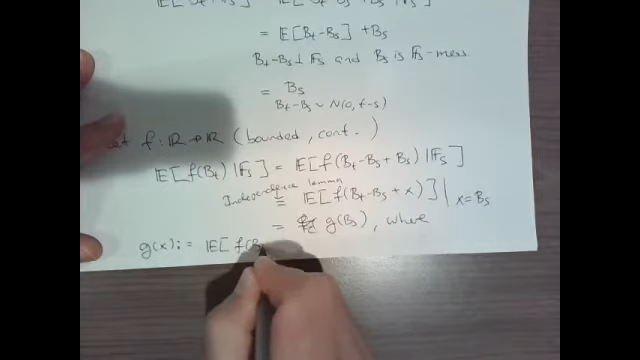 = 𝔼[B_t-B_s] + B_s
B_t-B_s ⊥ 𝔽_s and B_s is 𝔽_s-meas.
= B_s
B_t-B_s ~ N(0,t-s)
f: ℝ→ℝ (bounded, cont.)
𝔼[f(B_t) | 𝔽_s] = 𝔼[f(B_t-B_s+B_s) | 𝔽_s]
Independence lemma
= 𝔼[f(B_t-B_s+x)] | x=B_s
= g(B_s), where
g(x) := 𝔼[f(B